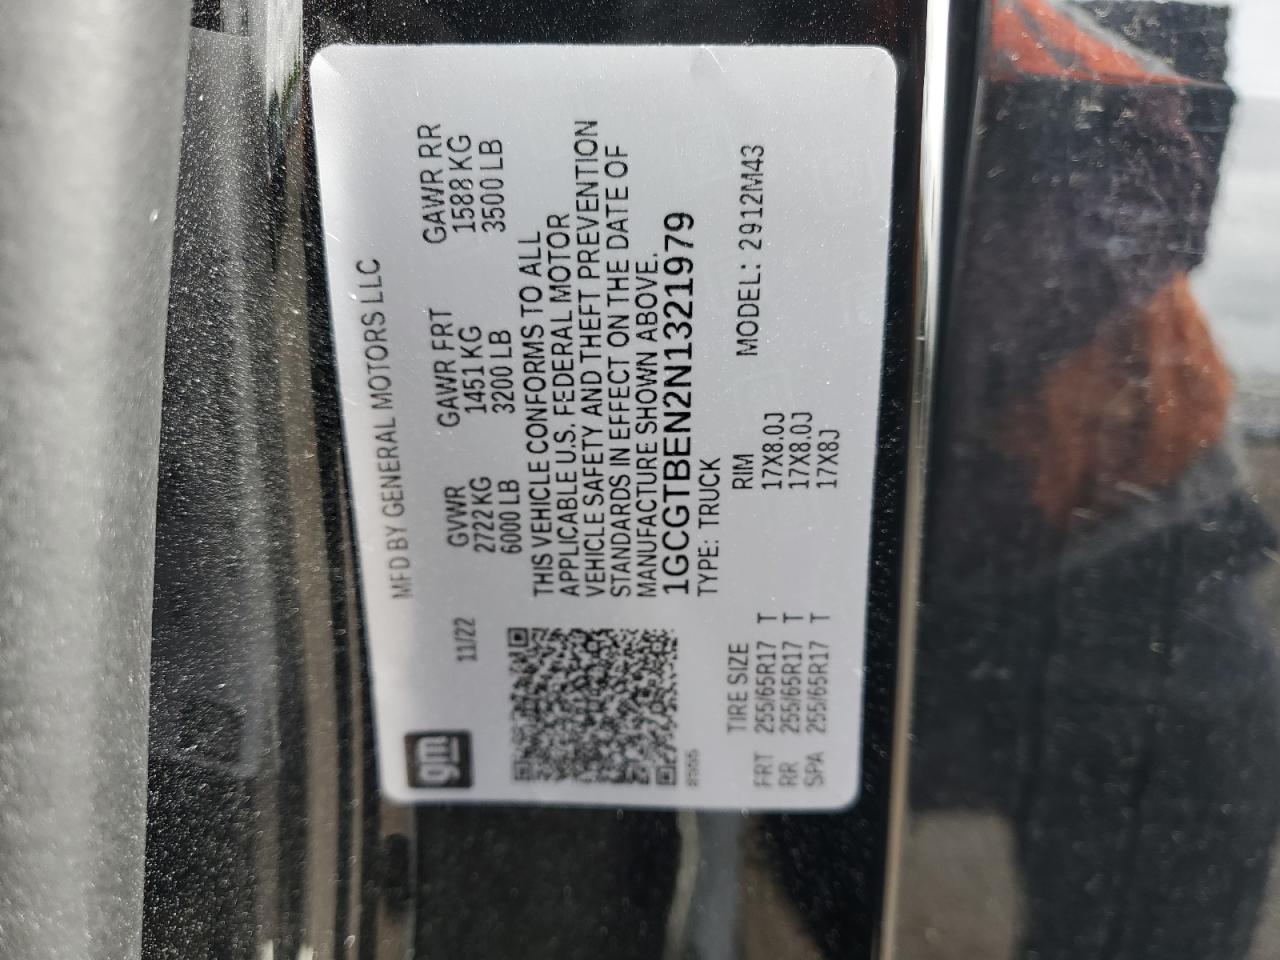 MFD BY GENERAL MOTORS LLC
gm
11/22
GVWR GAWR FRT GAWR RR
2722 KG 1451 KG 1588 KG
6000 LB 3200 LB 3500 LB
THIS VEHICLE CONFORMS TO ALL
APPLICABLE U.S. FEDERAL MOTOR
VEHICLE SAFETY AND THEFT PREVENTION
STANDARDS IN EFFECT ON THE DATE OF
MANUFACTURE SHOWN ABOVE.
1GCGTBEN2N1321979
TYPE: TRUCK
TIRE SIZE RIM MODEL: 2912M43
FRT 255/65R17 T 17X8.0J
RR 255/65R17 T 17X8.0J
SPA 255/65R17 T 17X8J